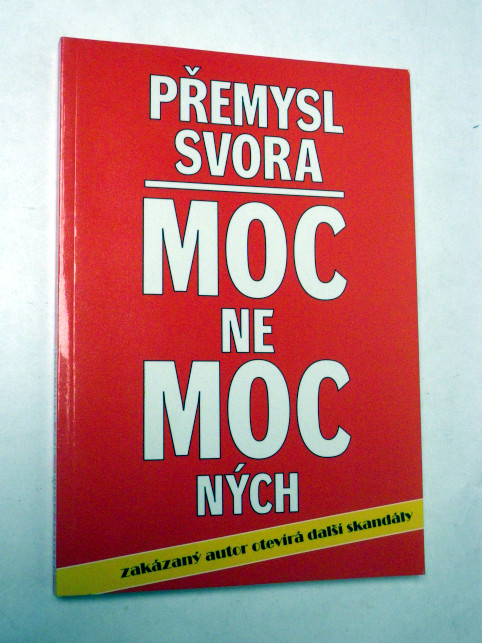 PŘEMYSL
SVORA
MOC
NE
MOC
NÝCH
zakázaný autor otevírá další skandály